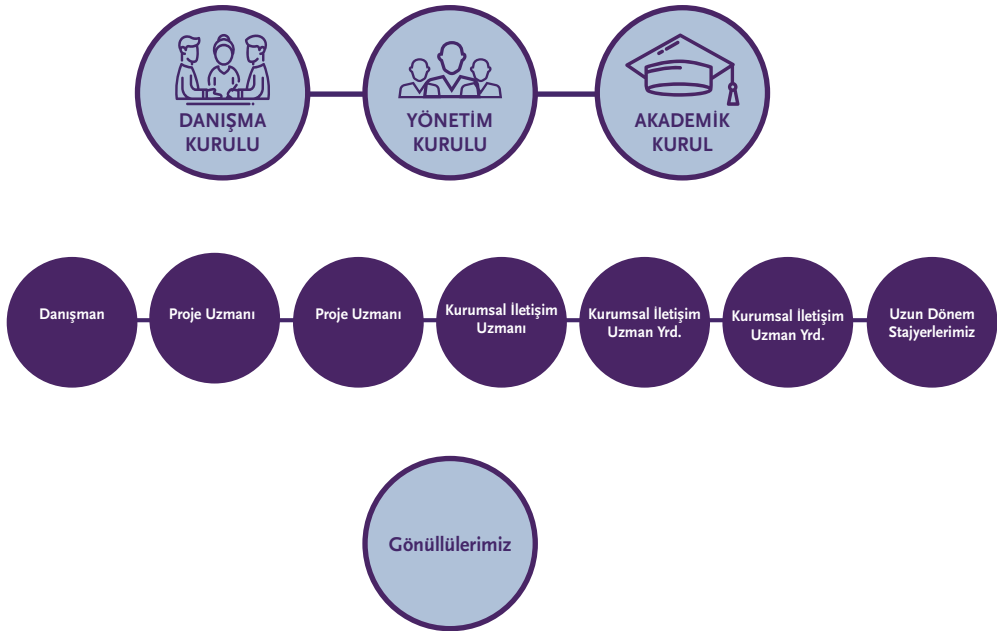 DANIŞMA
KURULU
YÖNETİM
KURULU
AKADEMİK
KURUL
Danışman
Proje Uzmanı
Proje Uzmanı
Kurumsal İletişim
Uzmanı
Kurumsal İletişim
Uzman Yrd.
Kurumsal İletişim
Uzman Yrd.
Uzun Dönem
Stajyerlerimiz
Gönüllülerimiz